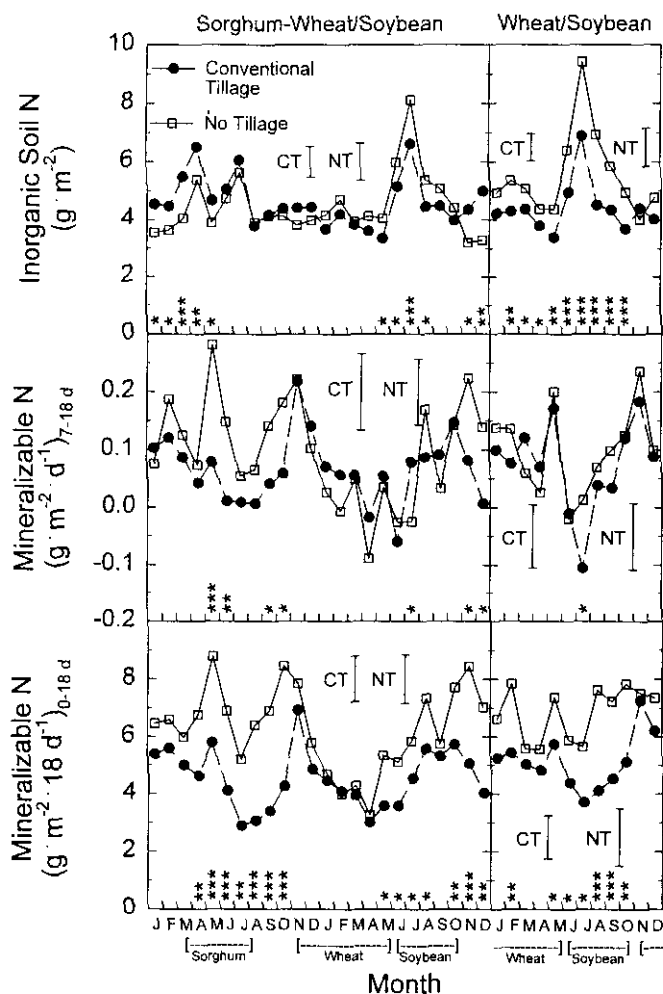 Sorghum-Wheat/Soybean Wheat/Soybean
10
Conventional
Tillage
No Tillage
CT NT
CT NT
8
6
4
2
0
Inorganic Soil N
(g · m-2)
* * *** ** * * * *** * * **
** * * ** *** *** *** *** ***
0.2
0.1
0.0
-0.1
-0.2
Mineralizable N
(g · m-2 · d-1)7-18 d
CT NT
CT NT
*** ** * * * * *
*
8
6
4
2
0
Mineralizable N
(g · m-2 · 18 d-1)0-18 d
CT NT
CT NT
** *** *** *** *** *** *** * * * * ** *** **
** * * * *** *** **
J F M A M J J A S O N D J F M A M J J A S O N D J F M A M J J A S O N D
[----------] [----------] [----------] [----------] [----------] [---
Sorghum Wheat Soybean Wheat Soybean
Month